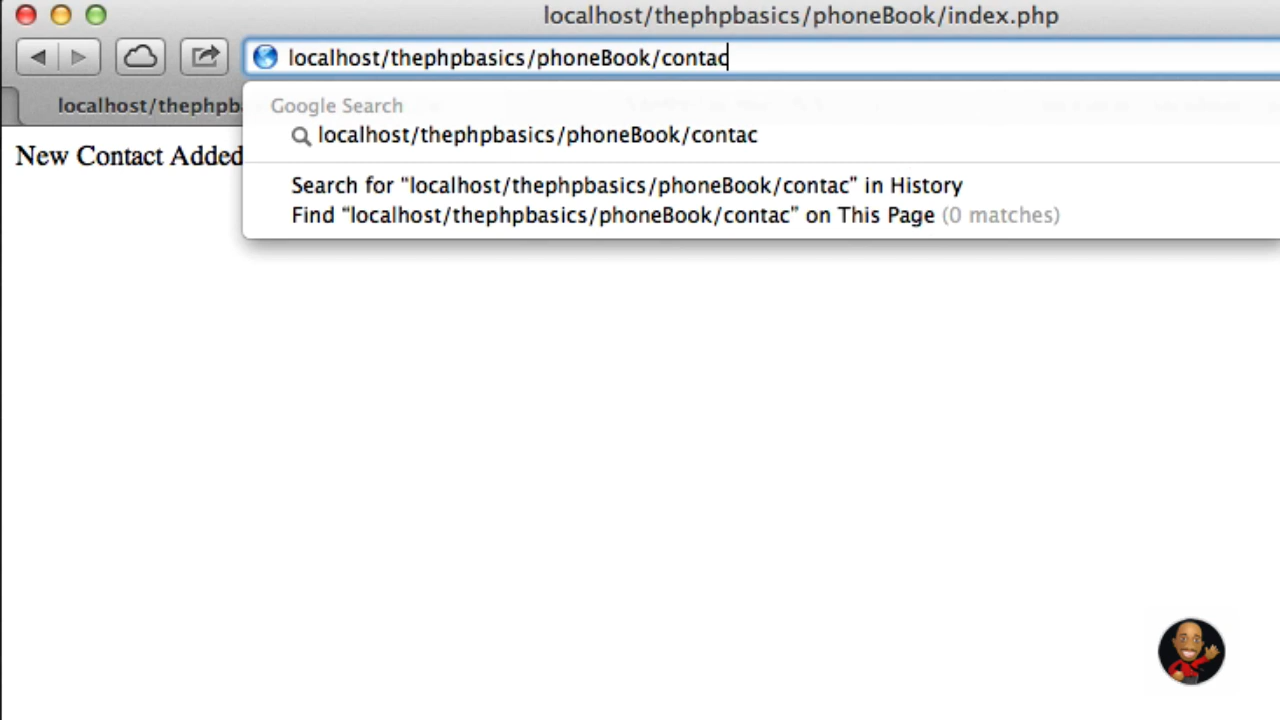 localhost/thephpbasics/phoneBook/index.php
localhost/thephpbasics/phoneBook/contac
localhost/thephpb
Google Search
localhost/thephpbasics/phoneBook/contac
New Contact Added
Search for "localhost/thephpbasics/phoneBook/contac" in History
Find "localhost/thephpbasics/phoneBook/contac" on This Page (0 matches)